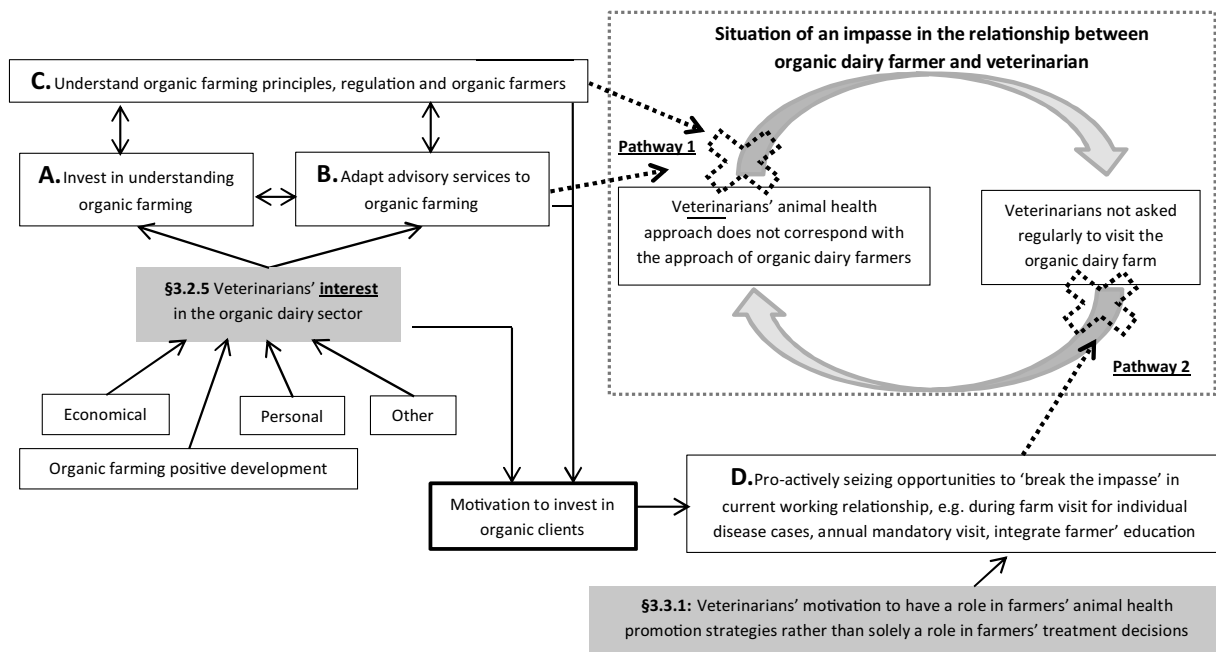 Situation of an impasse in the relationship between
organic dairy farmer and veterinarian
C. Understand organic farming principles, regulation and organic farmers
Pathway 1
A. Invest in understanding
organic farming
B. Adapt advisory services to
organic farming
Veterinarians’ animal health
approach does not correspond with
the approach of organic dairy farmers
Veterinarians not asked
regularly to visit the
organic dairy farm
§3.2.5 Veterinarians’ interest
in the organic dairy sector
Pathway 2
Economical
Personal
Other
Organic farming positive development
Motivation to invest in
organic clients
D. Pro-actively seizing opportunities to ‘break the impasse’ in
current working relationship, e.g. during farm visit for individual
disease cases, annual mandatory visit, integrate farmer’ education
§3.3.1: Veterinarians’ motivation to have a role in farmers’ animal health
promotion strategies rather than solely a role in farmers’ treatment decisions